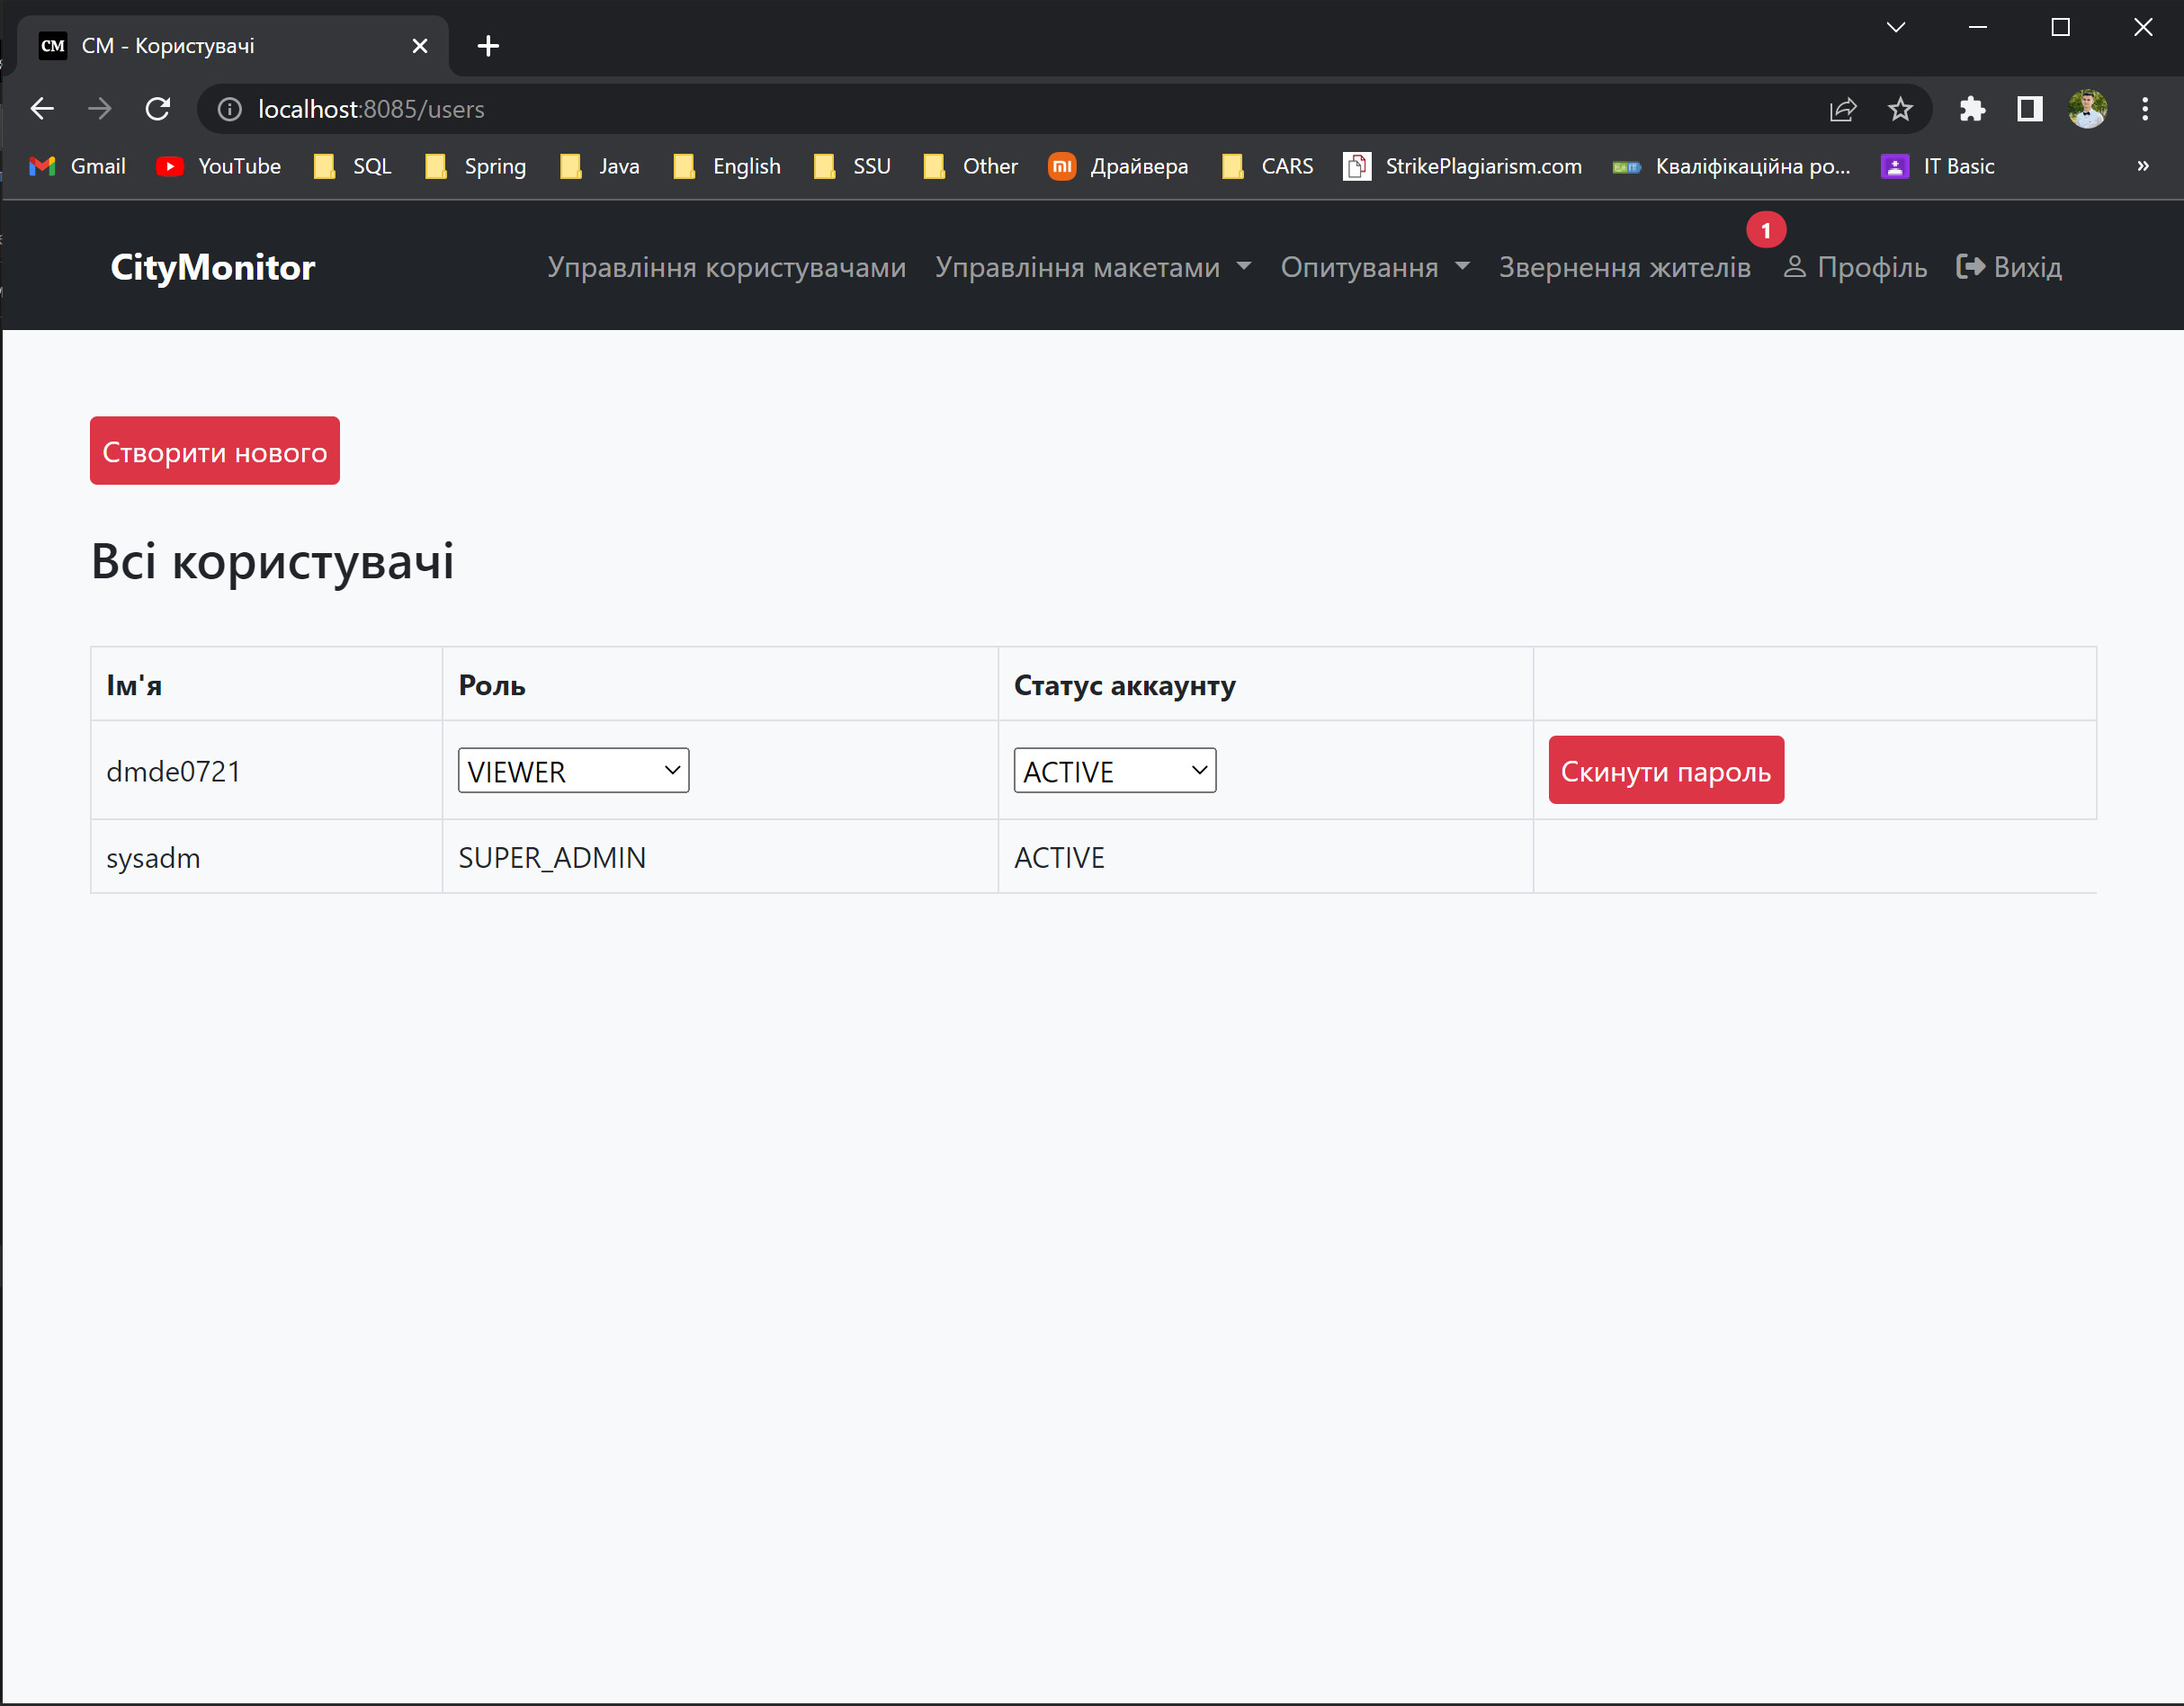 CM - Користувачі
localhost:8085/users
Gmail YouTube SQL Spring Java English SSU Other Драйвера CARS StrikePlagiarism.com Кваліфікаційна ро... IT Basic »
1
CityMonitor Управління користувачами Управління макетами Опитування Звернення жителів Профіль Вихід
Створити нового
Всі користувачі
Ім'я Роль Статус аккаунту
dmde0721 VIEWER ACTIVE Скинути пароль
sysadm SUPER_ADMIN ACTIVE